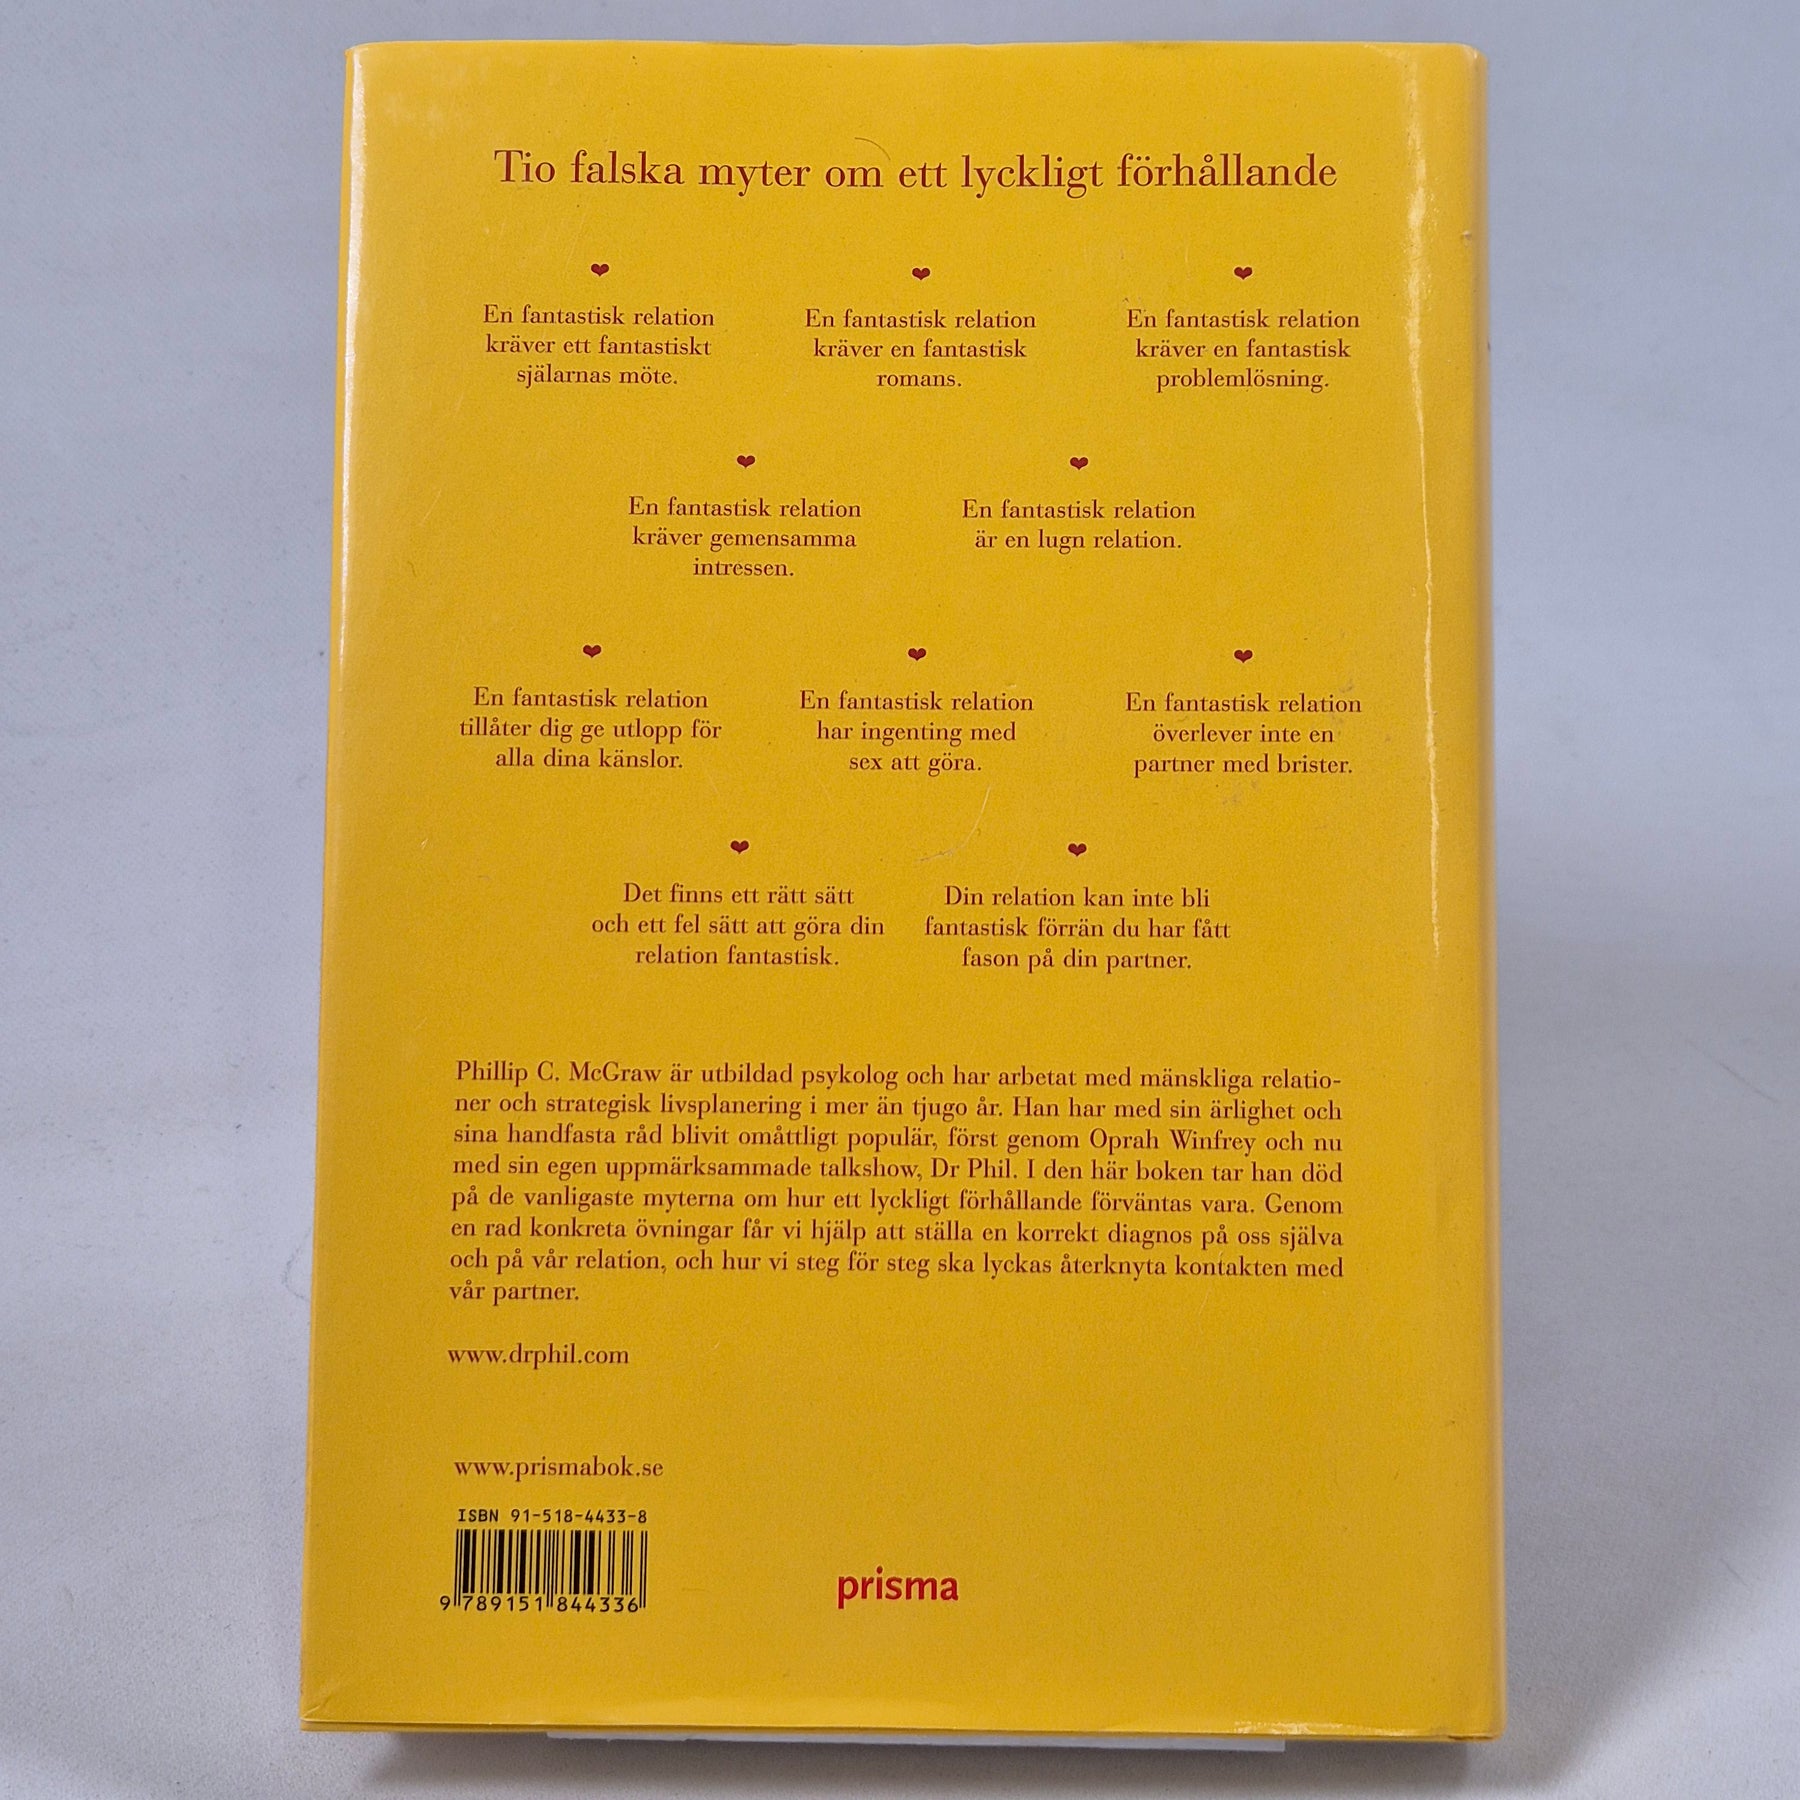 Tio falska myter om ett lyckligt förhållande
❤
En fantastisk relation
kräver ett fantastiskt
själarnas möte.
❤
En fantastisk relation
kräver en fantastisk
romans.
❤
En fantastisk relation
kräver en fantastisk
problemlösning.
❤
En fantastisk relation
kräver gemensamma
intressen.
❤
En fantastisk relation
är en lugn relation.
❤
En fantastisk relation
tillåter dig ge utlopp för
alla dina känslor.
❤
En fantastisk relation
har ingenting med
sex att göra.
❤
En fantastisk relation
överlever inte en
partner med brister.
❤
Det finns ett rätt sätt
och ett fel sätt att göra din
relation fantastisk.
❤
Din relation kan inte bli
fantastisk förrän du har fått
fason på din partner.
Phillip C. McGraw är utbildad psykolog och har arbetat med mänskliga relatio-
ner och strategisk livsplanering i mer än tjugo år. Han har med sin ärlighet och
sina handfasta råd blivit omåttligt populär, först genom Oprah Winfrey och nu
med sin egen uppmärksammade talkshow, Dr Phil. I den här boken tar han död
på de vanligaste myterna om hur ett lyckligt förhållande förväntas vara. Genom
en rad konkreta övningar får vi hjälp att ställa en korrekt diagnos på oss själva
och på vår relation, och hur vi steg för steg ska lyckas återknyta kontakten med
vår partner.
www.drphil.com
www.prismabok.se
ISBN 91-518-4433-8
9 789151 844336
prisma